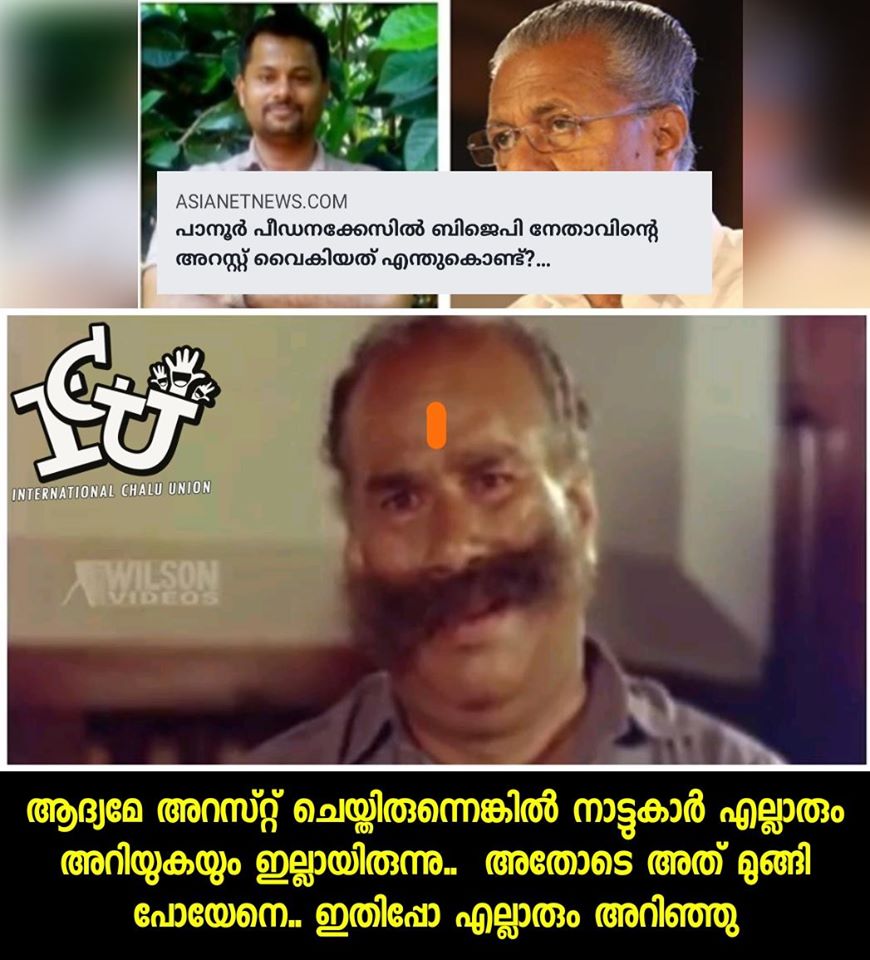 ASIANETNEWS.COM
പാനൂർ പീഡനക്കേസിൽ ബിജെപി നേതാവിന്റെ
അറസ്റ്റ് വൈകിയത് എന്തുകൊണ്ട്?...
ICU
INTERNATIONAL CHALU UNION
WILSON
VIDEOS
ആദ്യമേ അറസ്റ്റ് ചെയ്തിരുന്നെങ്കിൽ നാട്ടുകാർ എല്ലാരും
അറിയുകയും ഇല്ലായിരുന്നു.. അതോടെ അത് മുങ്ങി
പോയേനെ.. ഇതിപ്പോ എല്ലാരും അറിഞ്ഞു